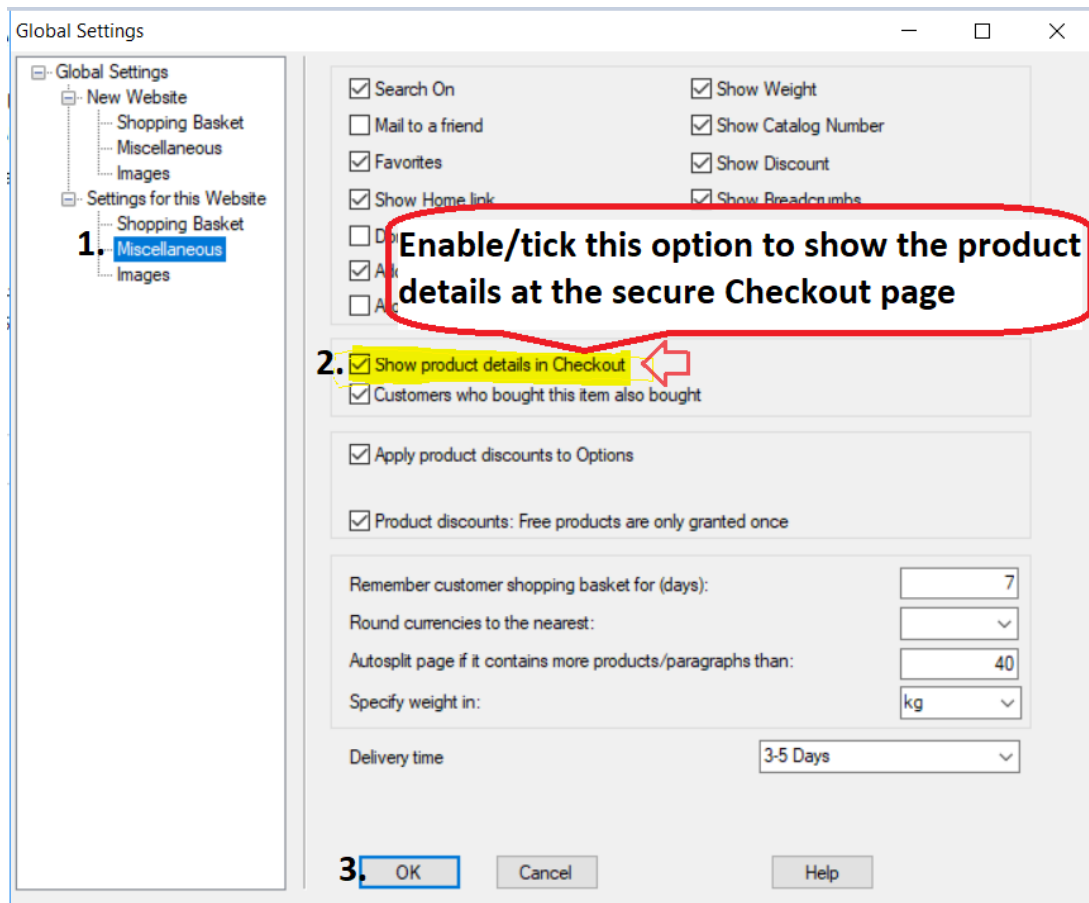 Global Settings
Global Settings
New Website
Shopping Basket
Miscellaneous
Images
Settings for this Website
Shopping Basket
1. Miscellaneous
Images
Search On
Show Weight
Mail to a friend
Show Catalog Number
Favorites
Show Discount
Show Home link
Show Breadcrumbs
Enable/tick this option to show the product
details at the secure Checkout page
2. Show product details in Checkout
Customers who bought this item also bought
Apply product discounts to Options
Product discounts: Free products are only granted once
Remember customer shopping basket for (days): 7
Round currencies to the nearest:
Autosplit page if it contains more products/paragraphs than: 40
Specify weight in: kg
Delivery time 3-5 Days
3. OK Cancel Help